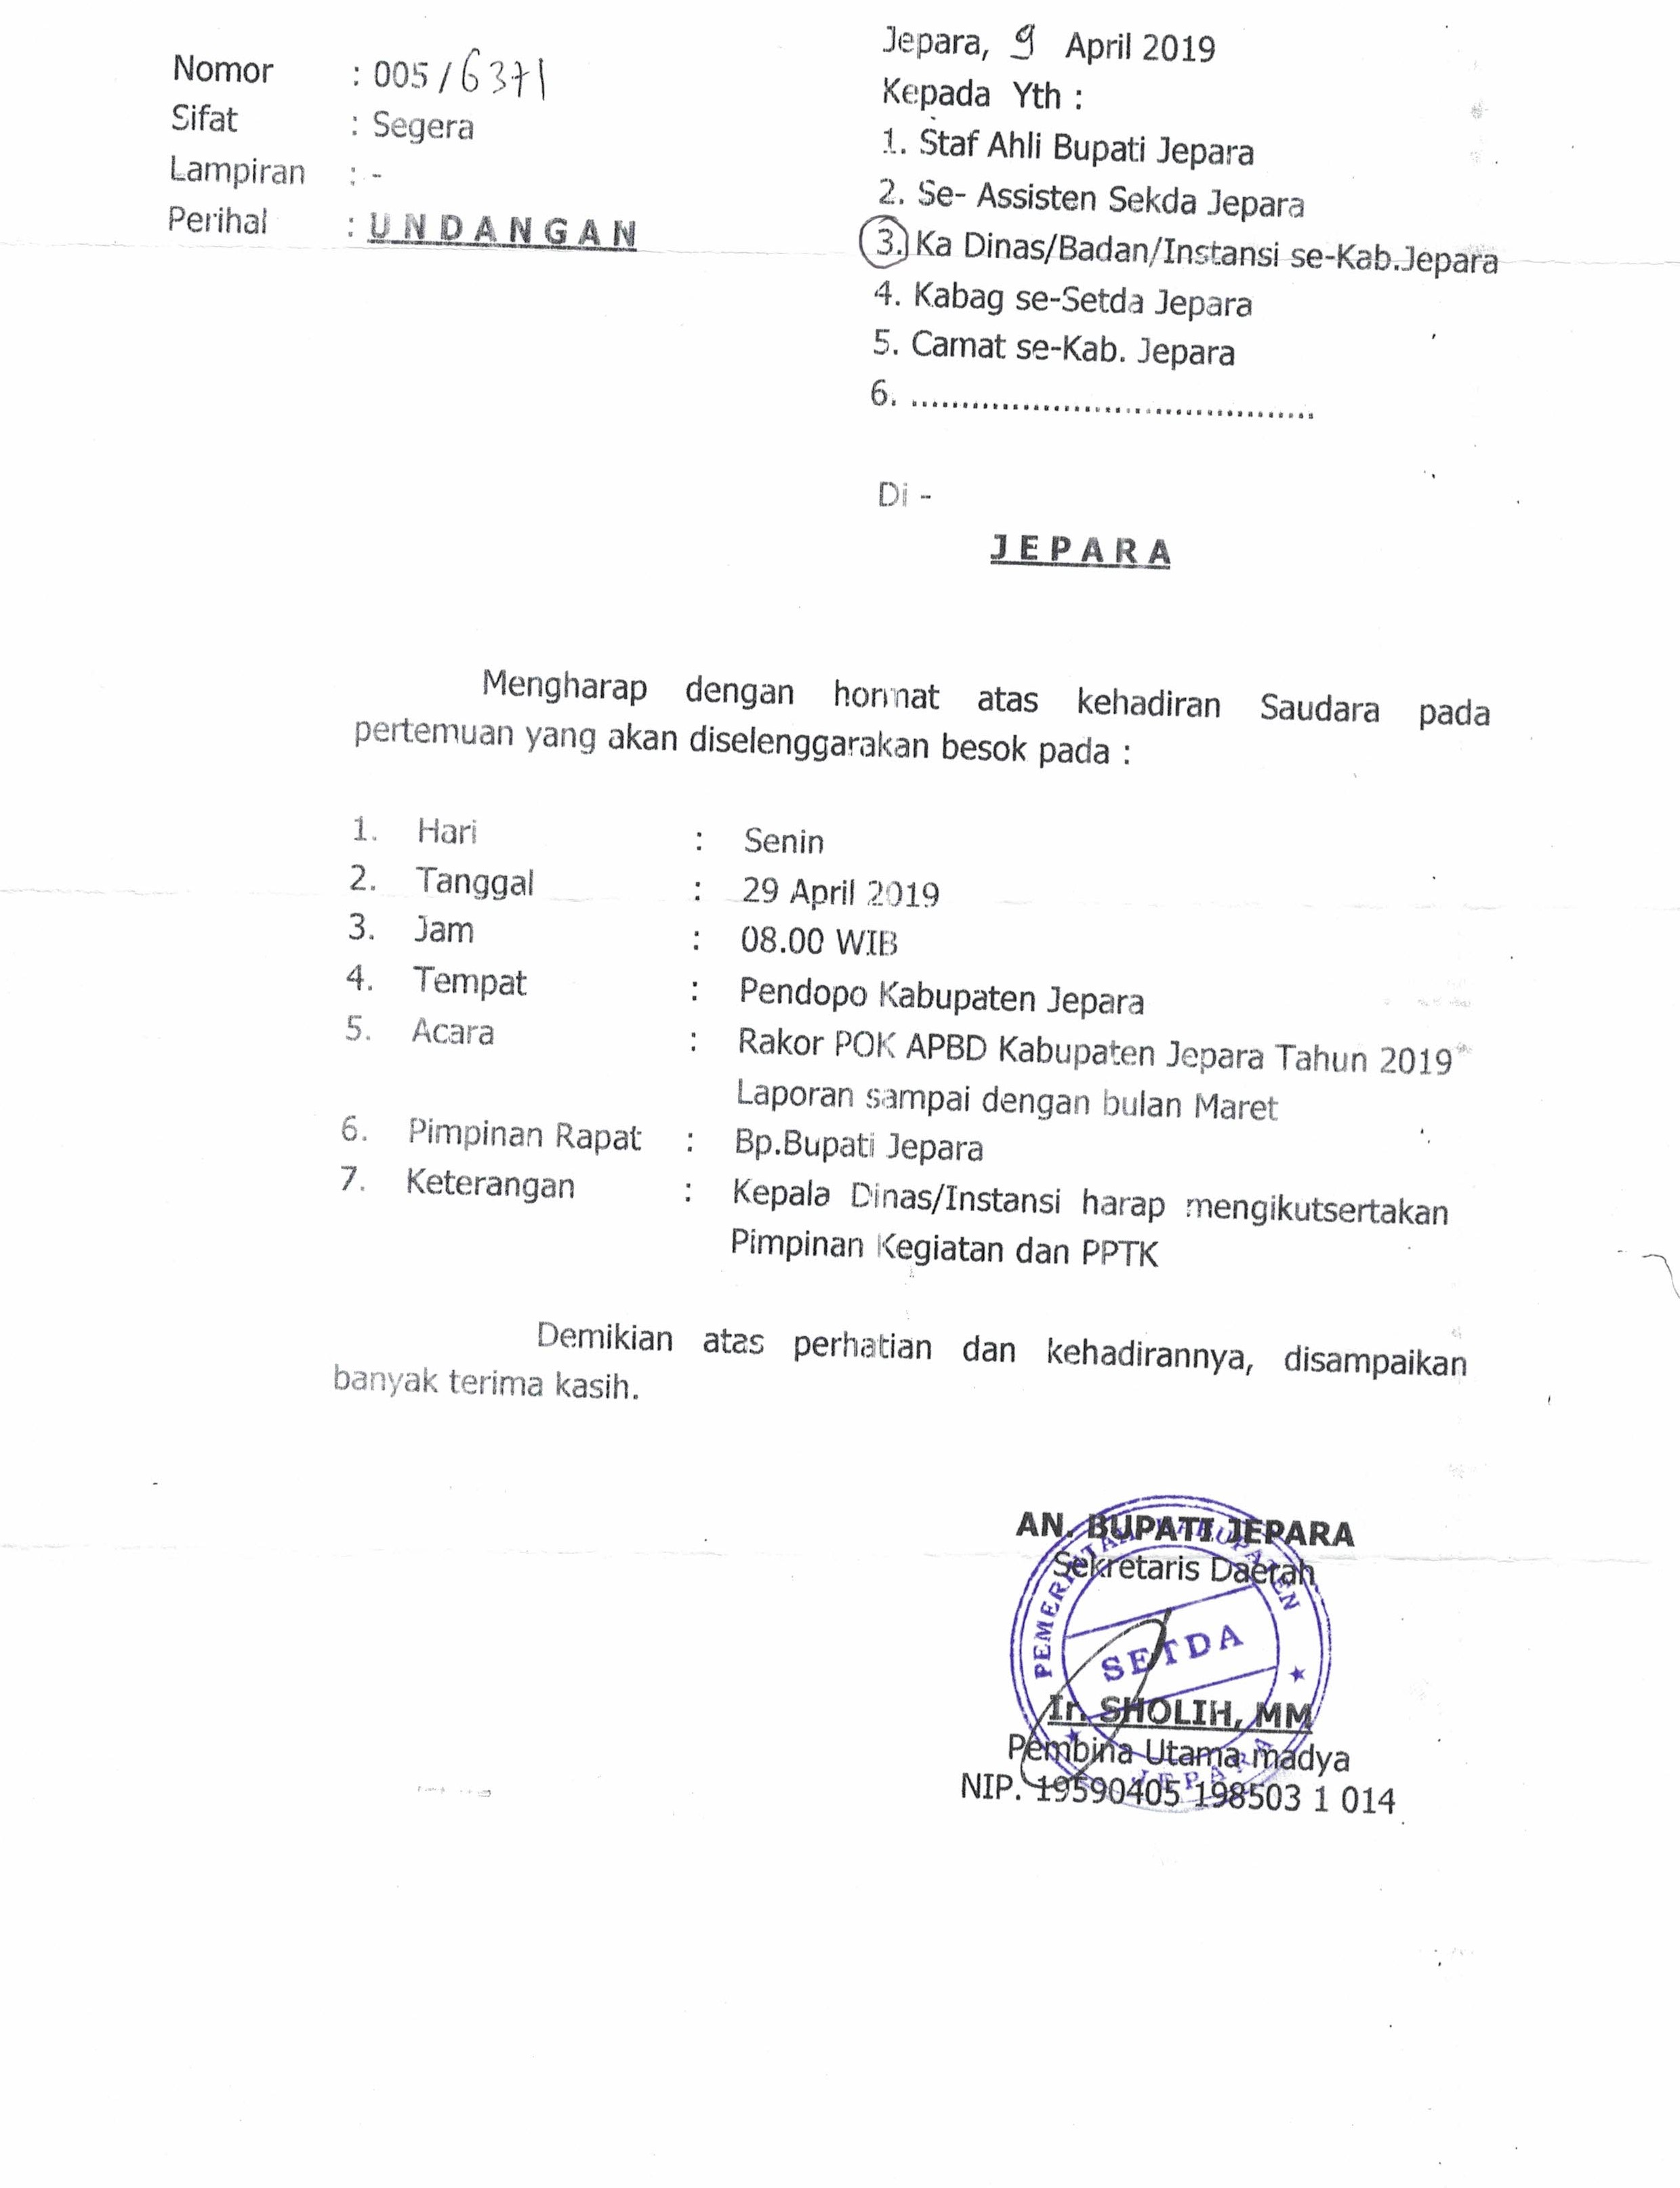 Nomor : 005/6371
Sifat : Segera
Lampiran : -
Perihal : UNDANGAN
Jepara, 9 April 2019
Kepada Yth :
1. Staf Ahli Bupati Jepara
2. Se- Assisten Sekda Jepara
3. Ka Dinas/Badan/Instansi se-Kab.Jepara
4. Kabag se-Setda Jepara
5. Camat se-Kab. Jepara
6. ........................................
Di -
JEPARA
Mengharap dengan hormat atas kehadiran Saudara pada
pertemuan yang akan diselenggarakan besok pada :
1. Hari : Senin
2. Tanggal : 29 April 2019
3. Jam : 08.00 WIB
4. Tempat : Pendopo Kabupaten Jepara
5. Acara : Rakor POK APBD Kabupaten Jepara Tahun 2019
Laporan sampai dengan bulan Maret
6. Pimpinan Rapat : Bp.Bupati Jepara
7. Keterangan : Kepala Dinas/Instansi harap mengikutsertakan
Pimpinan Kegiatan dan PPTK
Demikian atas perhatian dan kehadirannya, disampaikan
banyak terima kasih.
AN. BUPATI JEPARA
Sekretaris Daerah
PEMERINTAH KABUPATEN
SETDA
JEPARA
Ir. SHOLIH, MM
Pembina Utama madya
NIP. 19590405 198503 1 014